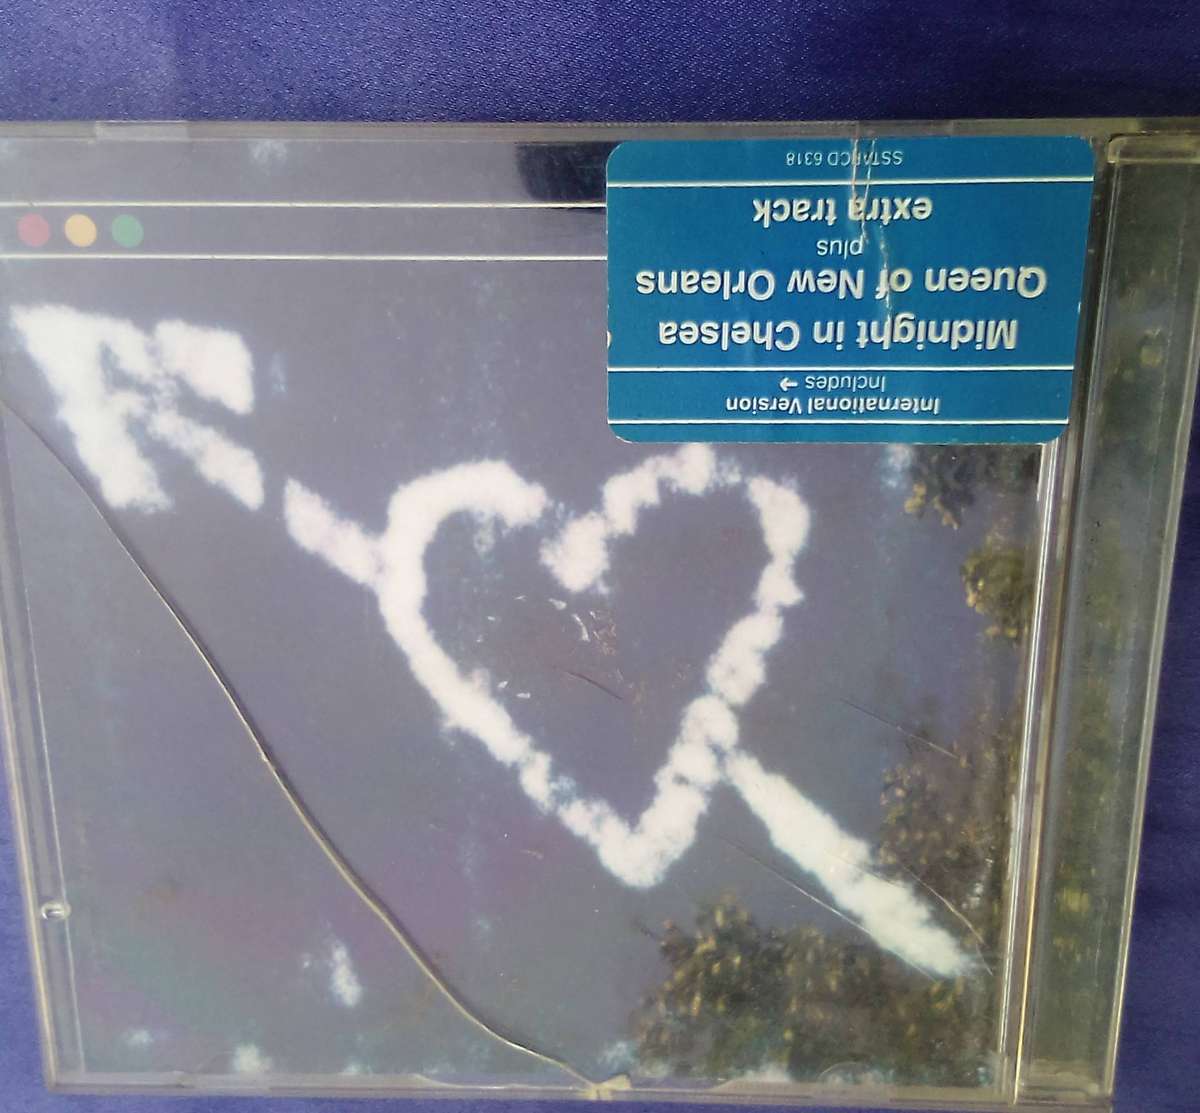 International Version
Includes →
Midnight in Chelsea
Queen of New Orleans
plus
extra track
SSTARCD 6318